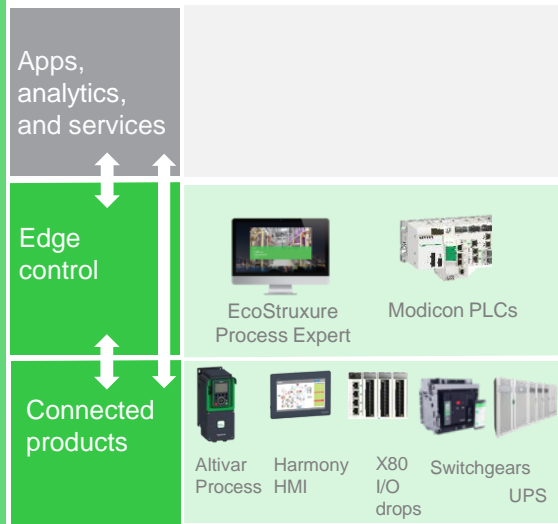 Apps,
analytics,
and services
Edge
control
EcoStruxure
Process Expert
Modicon PLCs
Connected
products
Altivar
Process
Harmony
HMI
X80
I/O
drops
Switchgears
UPS